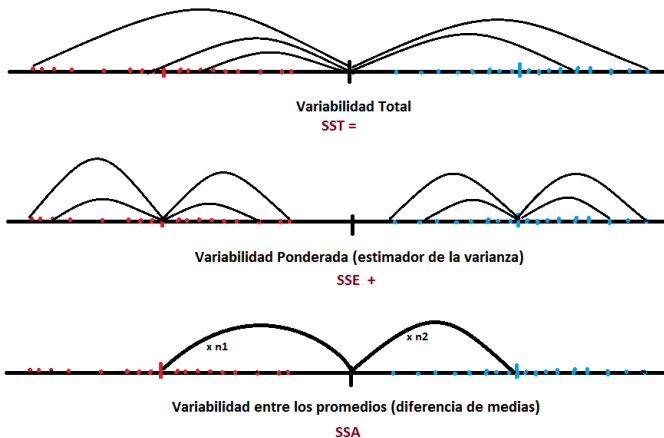 Variabilidad Total
SST =
Variabilidad Ponderada (estimador de la varianza)
SSE +
x n1
x n2
Variabilidad entre los promedios (diferencia de medias)
SSA